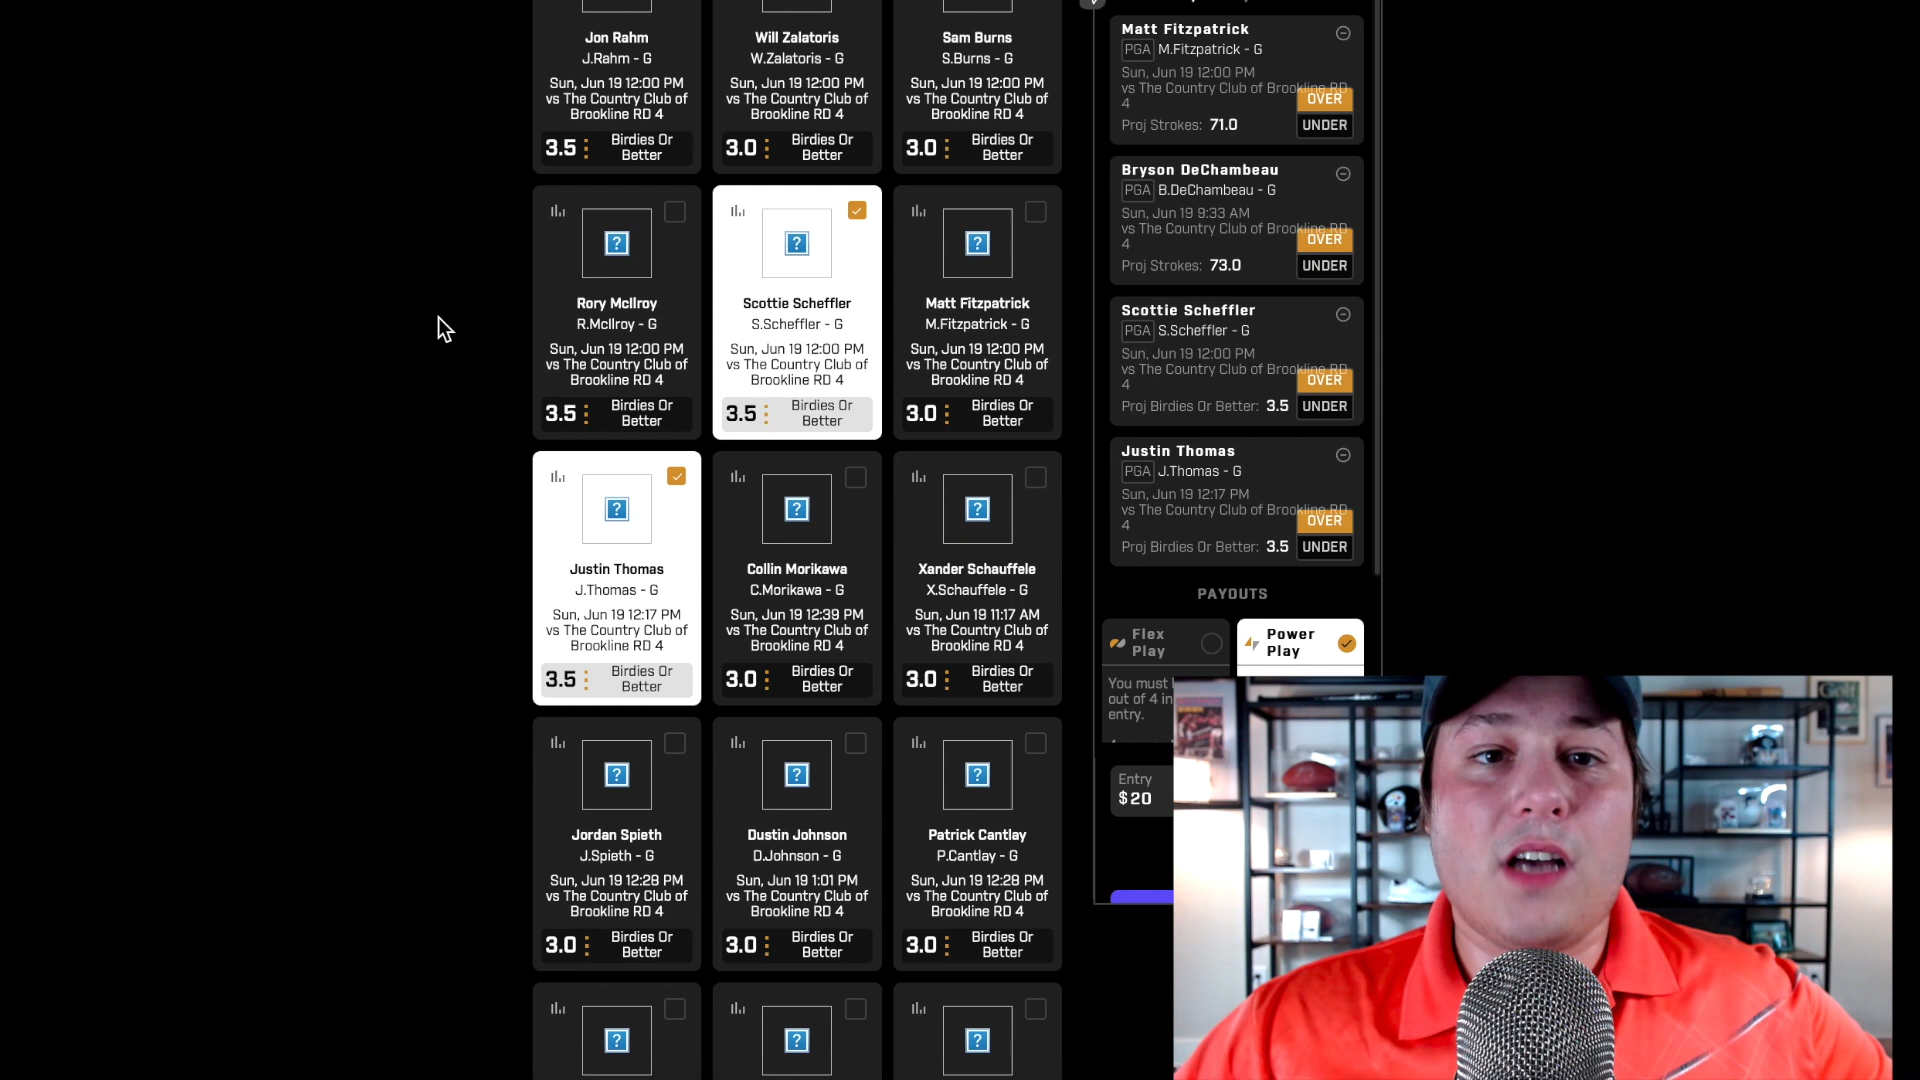 Jon Rahm
J.Rahm - G
Sun, Jun 19 12:00 PM
vs The Country Club of
Brookline RD 4
3.5
Birdies Or
Better
Will Zalatoris
W.Zalatoris - G
Sun, Jun 19 12:00 PM
vs The Country Club of
Brookline RD 4
3.0
Birdies Or
Better
Sam Burns
S.Burns - G
Sun, Jun 19 12:00 PM
vs The Country Club of
Brookline RD 4
3.0
Birdies Or
Better
Rory McIlroy
R.McIlroy - G
Sun, Jun 19 12:00 PM
vs The Country Club of
Brookline RD 4
3.5
Birdies Or
Better
Scottie Scheffler
S.Scheffler - G
Sun, Jun 19 12:00 PM
vs The Country Club of
Brookline RD 4
3.5
Birdies Or
Better
Matt Fitzpatrick
M.Fitzpatrick - G
Sun, Jun 19 12:00 PM
vs The Country Club of
Brookline RD 4
3.0
Birdies Or
Better
Justin Thomas
J.Thomas - G
Sun, Jun 19 12:17 PM
vs The Country Club of
Brookline RD 4
3.5
Birdies Or
Better
Collin Morikawa
C.Morikawa - G
Sun, Jun 19 12:39 PM
vs The Country Club of
Brookline RD 4
3.0
Birdies Or
Better
Xander Schauffele
X.Schauffele - G
Sun, Jun 19 11:17 AM
vs The Country Club of
Brookline RD 4
3.0
Birdies Or
Better
Jordan Spieth
J.Spieth - G
Sun, Jun 19 12:28 PM
vs The Country Club of
Brookline RD 4
3.0
Birdies Or
Better
Dustin Johnson
D.Johnson - G
Sun, Jun 19 1:01 PM
vs The Country Club of
Brookline RD 4
3.0
Birdies Or
Better
Patrick Cantlay
P.Cantlay - G
Sun, Jun 19 12:28 PM
vs The Country Club of
Brookline RD 4
3.0
Birdies Or
Better
Matt Fitzpatrick
PGA M.Fitzpatrick - G
Sun, Jun 19 12:00 PM
vs The Country Club of Brookline RD
4
OVER
Proj Strokes: 71.0
UNDER
Bryson DeChambeau
PGA B.DeChambeau - G
Sun, Jun 19 9:33 AM
vs The Country Club of Brookline RD
4
OVER
Proj Strokes: 73.0
UNDER
Scottie Scheffler
PGA S.Scheffler - G
Sun, Jun 19 12:00 PM
vs The Country Club of Brookline RD
4
OVER
Proj Birdies Or Better: 3.5
UNDER
Justin Thomas
PGA J.Thomas - G
Sun, Jun 19 12:17 PM
vs The Country Club of Brookline RD
4
OVER
Proj Birdies Or Better: 3.5
UNDER
PAYOUTS
Flex
Play
Power
Play
You must
out of 4 in
entry.
Entry
$20
Golf